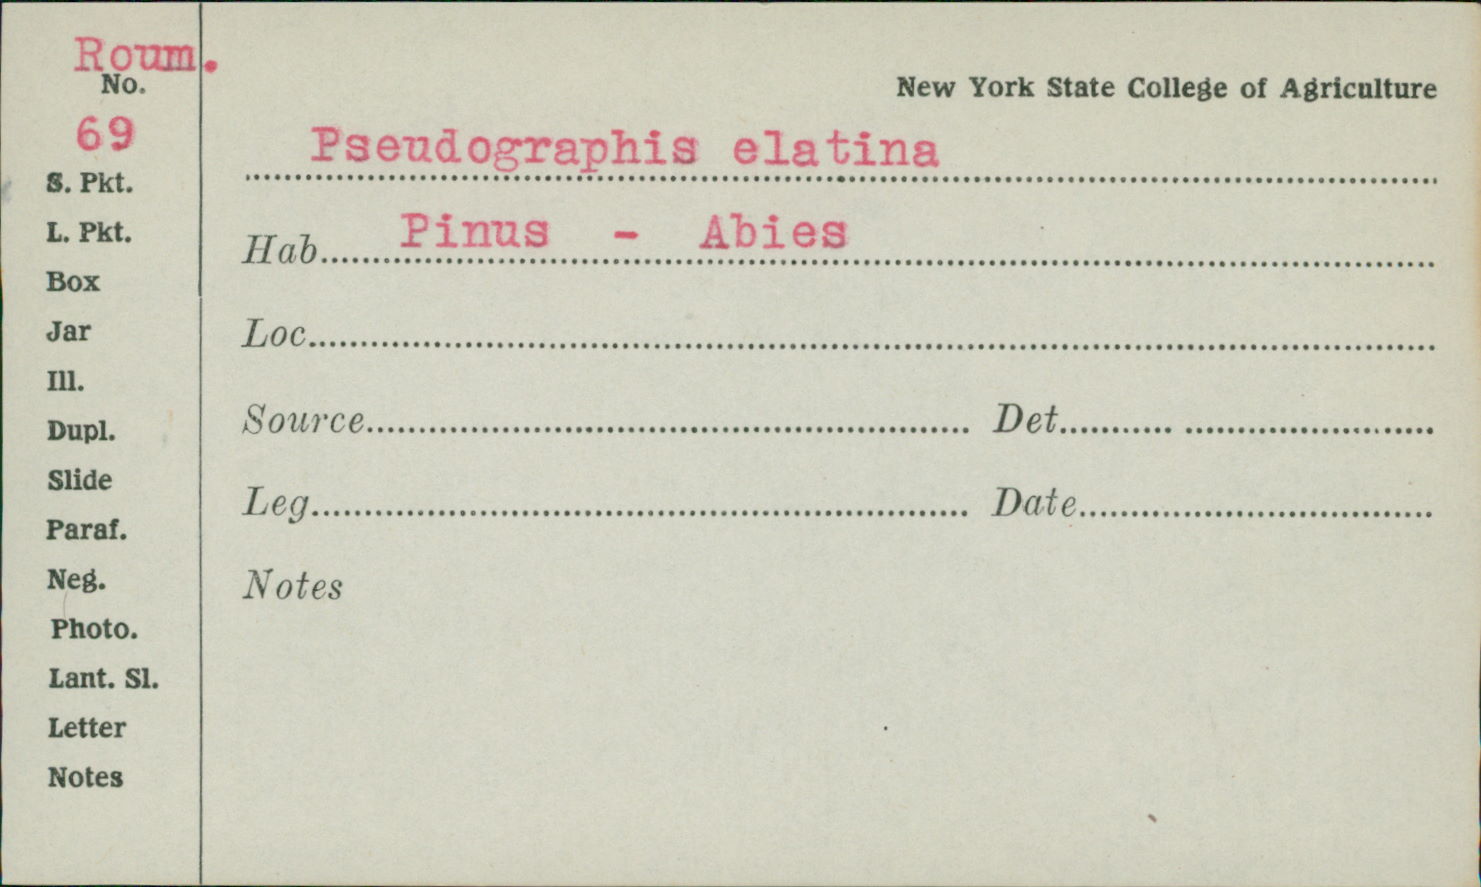 Roum.
No.
69
S. Pkt.
L. Pkt.
Box
Jar
Ill.
Dupl.
Slide
Paraf.
Neg.
Photo.
Lant. Sl.
Letter
Notes
New York State College of Agriculture
Pseudographis elatina
Hab. Pinus - Abies
Loc.
Source Det.
Leg. Date
Notes